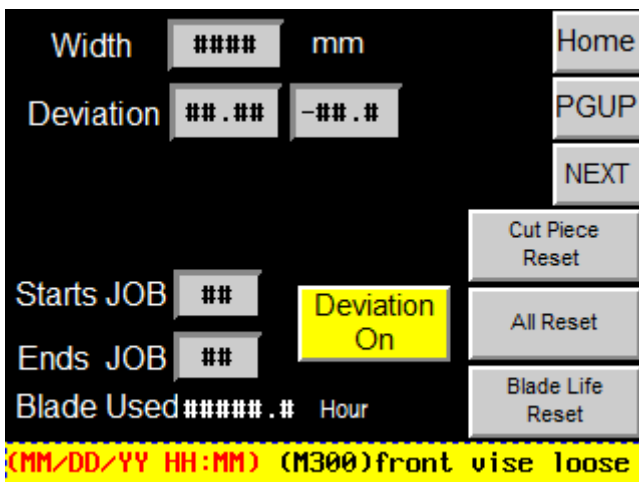 Width #### mm Home
Deviation ##.## -##.# PGUP
NEXT
Cut Piece
Reset
Starts JOB ##
Deviation
On
All Reset
Ends JOB ##
Blade Used #####.# Hour
Blade Life
Reset
(MM/DD/YY HH:MM) (M300)front vise loose